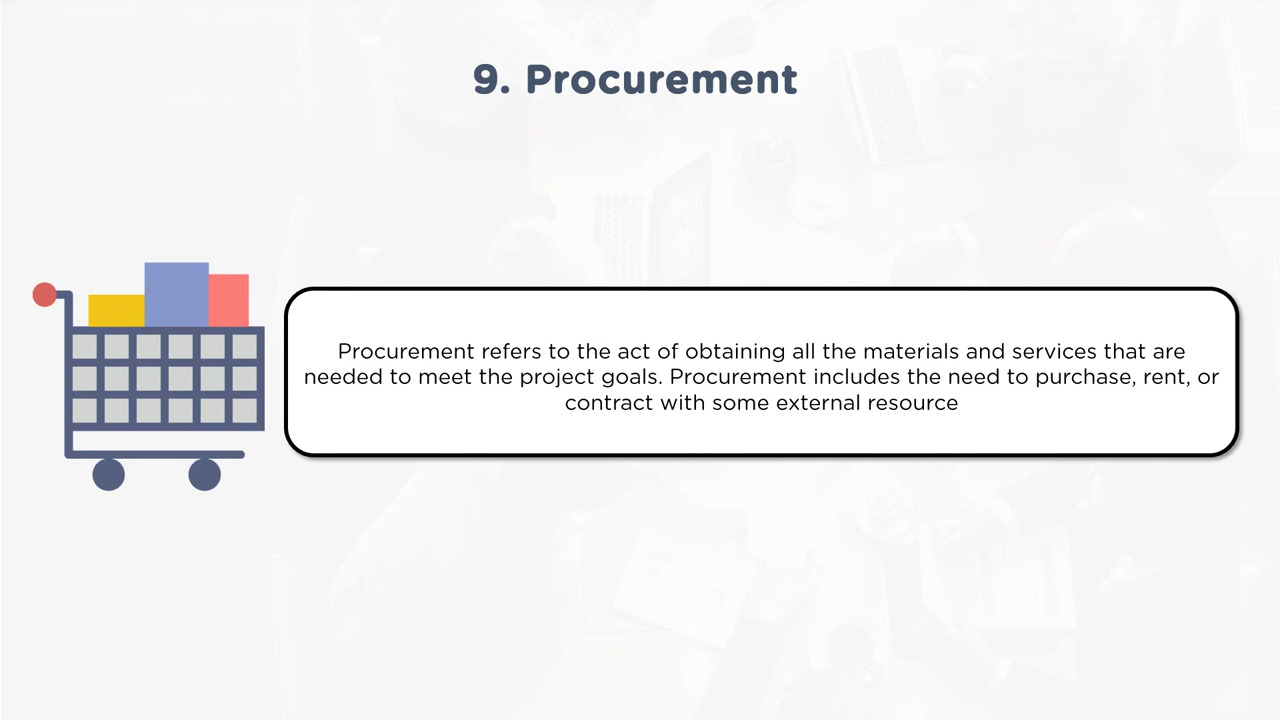 9. Procurement
Procurement refers to the act of obtaining all the materials and services that are
needed to meet the project goals. Procurement includes the need to purchase, rent, or
contract with some external resource